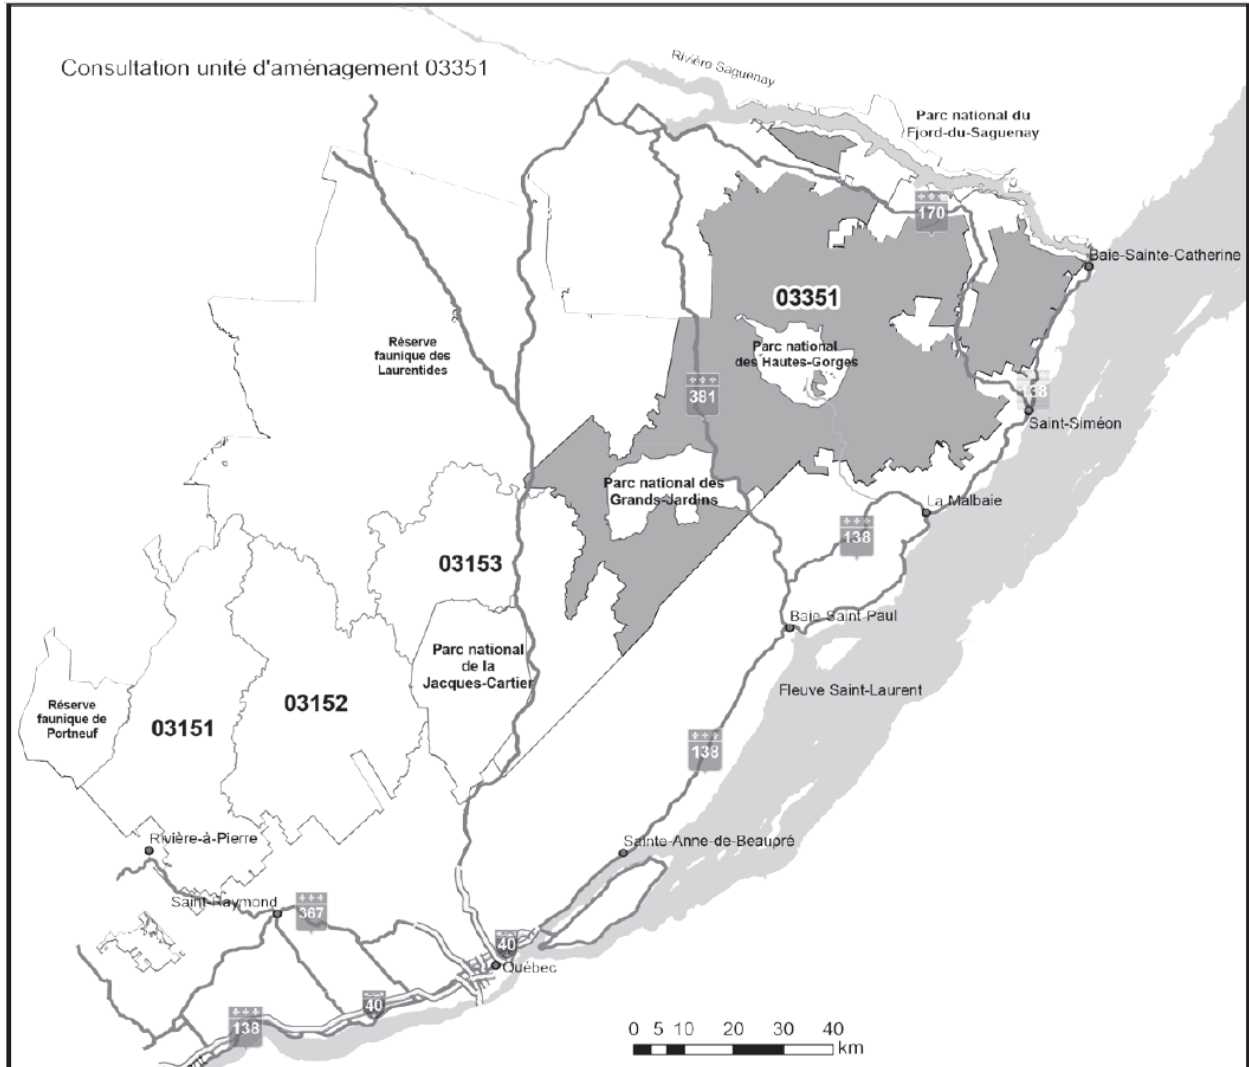 Consultation unité d'aménagement 03351
Rivière Saguenay
Parc national du
Fjord-du-Saguenay
170
Baie-Sainte-Catherine
03351
Réserve
faunique des
Laurentides
Parc national
des Hautes-Gorges
381
138
Saint-Siméon
Parc national des
Grands-Jardins
La Malbaie
138
03153
Baie-Saint-Paul
Parc national
de la
Jacques-Cartier
Fleuve Saint-Laurent
Réserve
faunique de
Portneuf
03151
03152
138
Rivière-à-Pierre
Sainte-Anne-de-Beaupré
Saint-Raymond
367
40
Québec
40
138
0 5 10 20 30 40
km